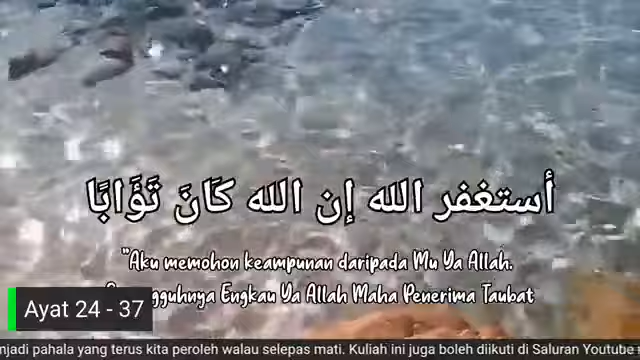 أستغفر الله إن الله كَانَ تَوَّابًا
"Aku memohon keampunan daripada Mu Ya Allah.
Engkau Ya Allah Maha Penerima Taubat
Ayat 24 - 37
pahala yang terus kita peroleh walau selepas mati. Kuliah ini juga boleh diikuti di Saluran Youtube